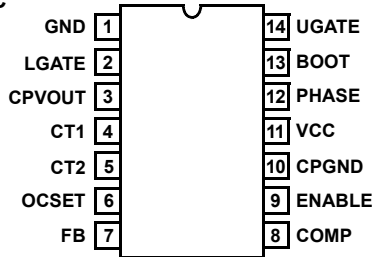 GND 1 14 UGATE
LGATE 2 13 BOOT
CPVOUT 3 12 PHASE
CT1 4 11 VCC
CT2 5 10 CPGND
OCSET 6 9 ENABLE
FB 7 8 COMP